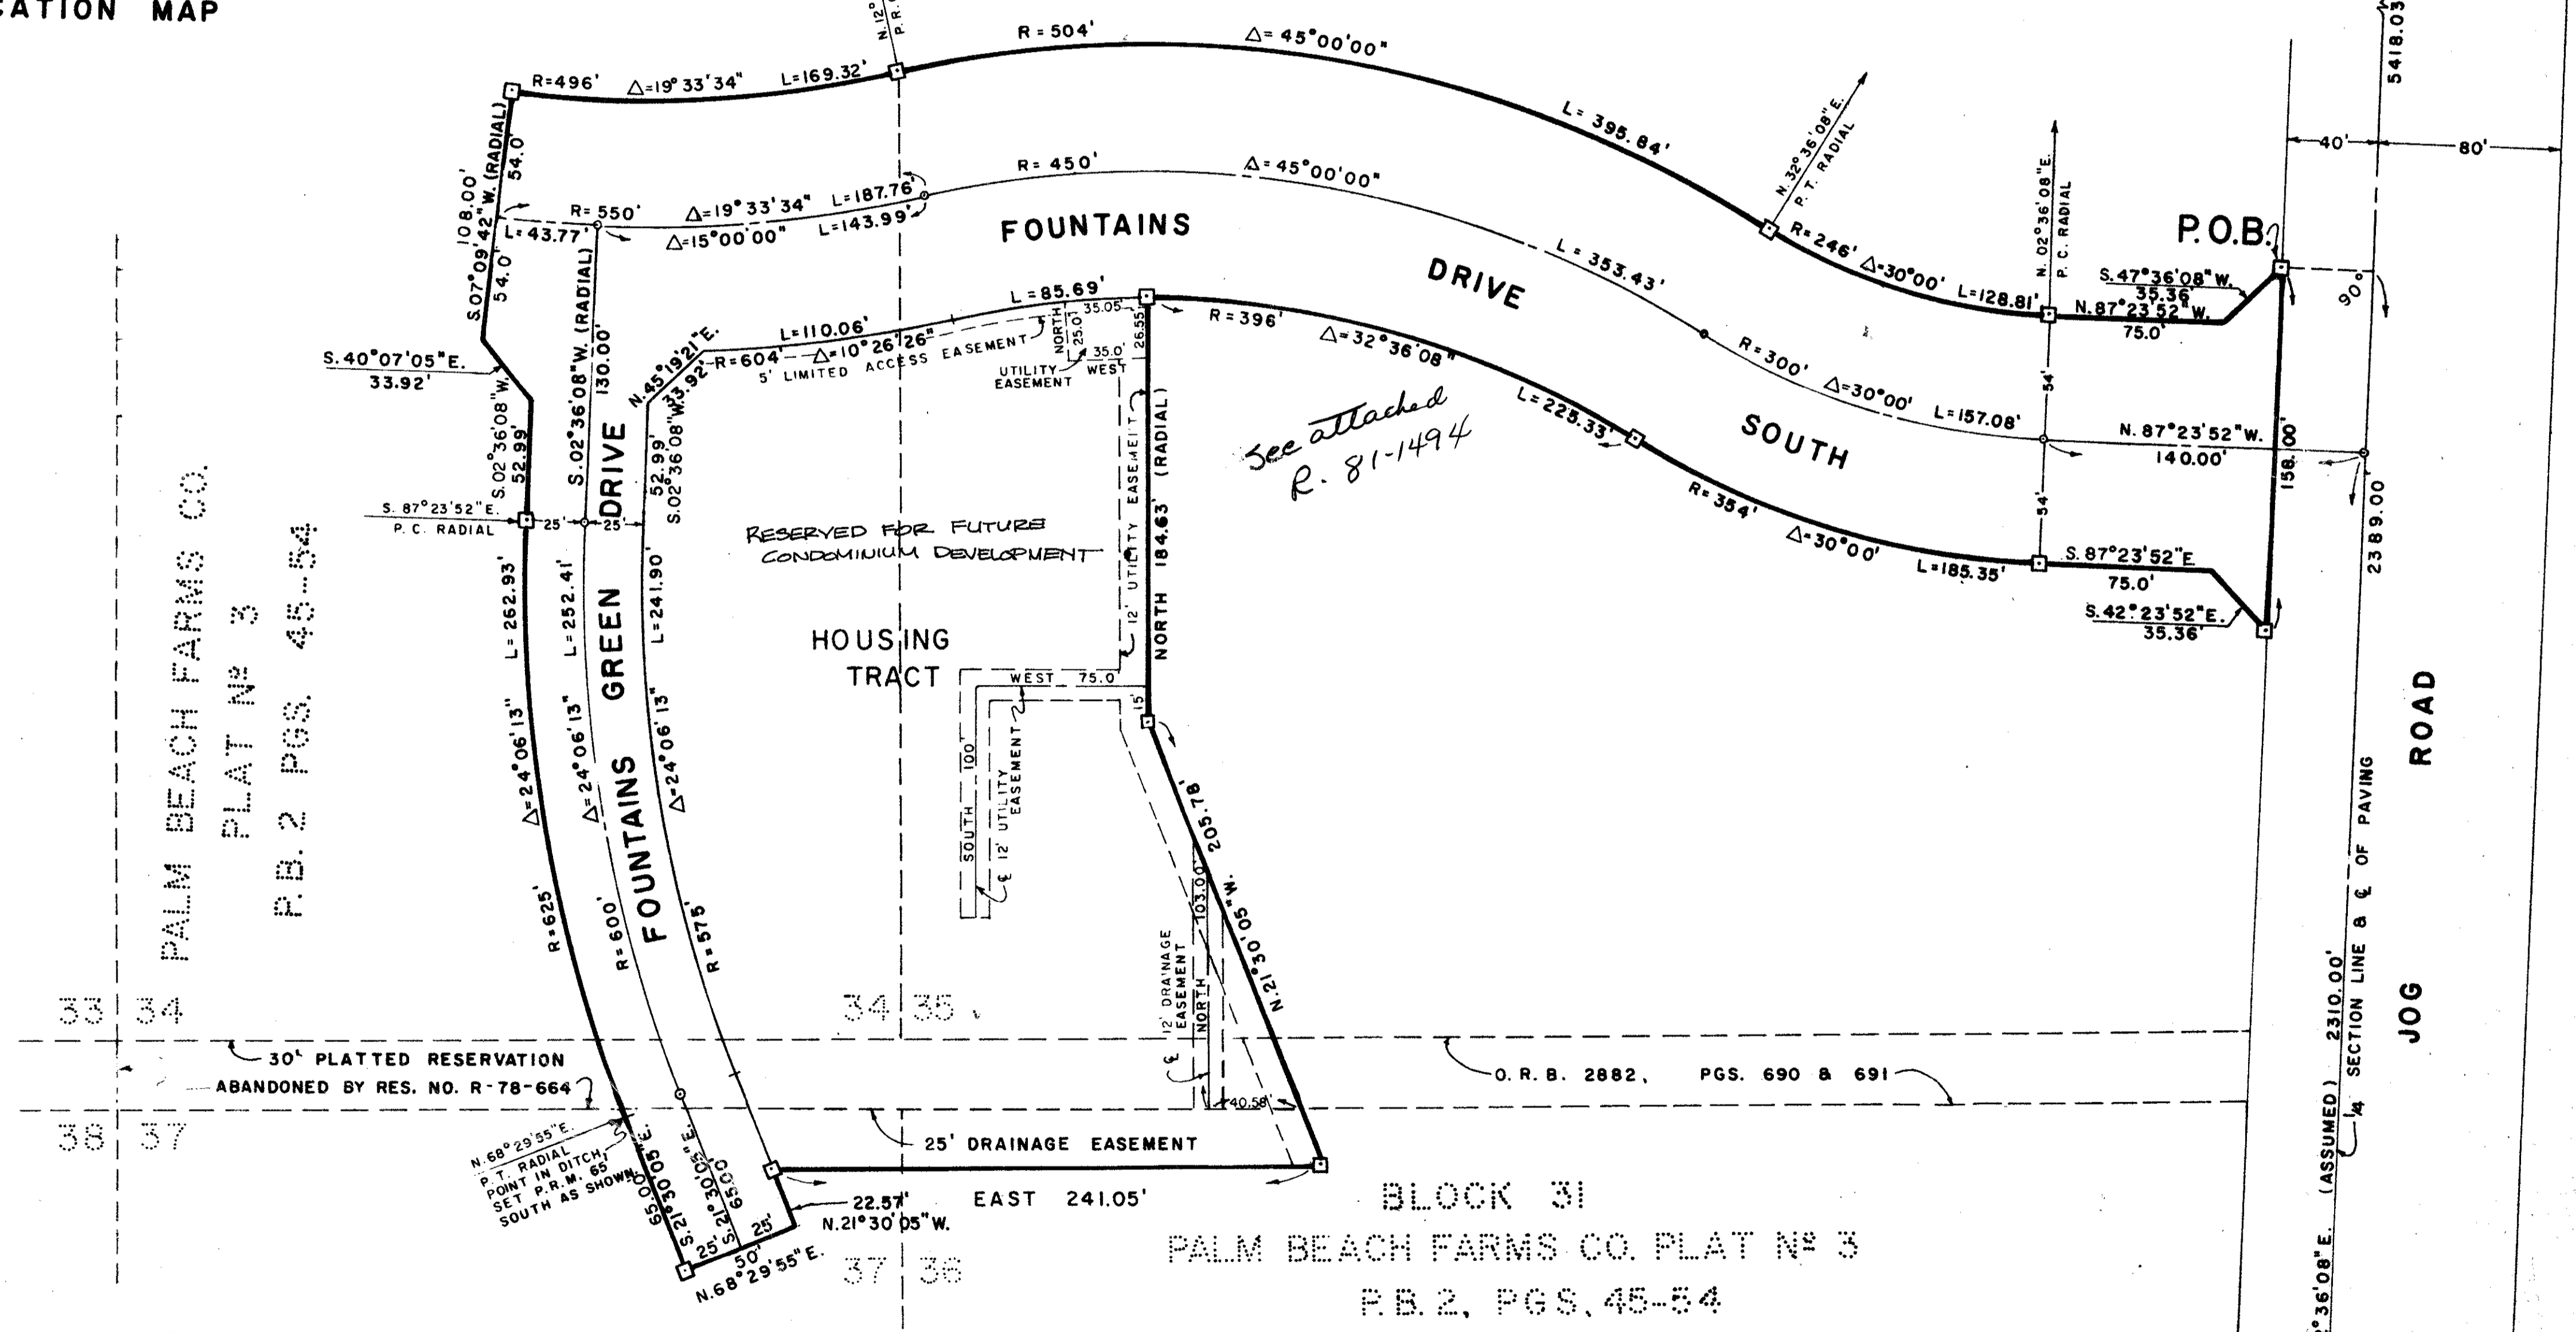 CATION MAP
N.12°
P.R.
R=496'
Δ=19°33'34"
L=169.32'
R = 504'
Δ= 45°00'00"
L= 395.84'
N. 32°36'08"E.
P. T. RADIAL
R=246'
Δ=30°00'
L=128.81'
N. 02°36'08"E.
P. C. RADIAL
P.O.B.
S.47°36'08"W.
35.36'
N.87°23'52"W.
75.0'
90°
40'
80'
5418.03
108.00'
S.07°09'42"W. (RADIAL)
54.0'
54.0'
R= 550'
Δ=19°33'34"
L=187.76'
L=43.77'
Δ=15°00'00"
L=143.99'
R= 450'
Δ= 45°00'00"
L = 353.43'
FOUNTAINS
DRIVE
SOUTH
R=300'
Δ=30°00'
L=157.08'
N. 87°23'52"W.
140.00'
54'
54'
158.00'
2389.00'
S. 40°07'05"E.
33.92'
S.02°36'08"W.
52.99'
S.02°36'08"W. (RADIAL)
130.00'
N.45°19'21"E.
33.92'
52.99'
S.02°36'08"W.
L=110.06'
L=85.69'
R=604'
Δ=10°26'26"
5' LIMITED ACCESS EASEMENT
NORTH
25.0'
35.05'
26.55'
35.0'
WEST
UTILITY
EASEMENT
R=396'
Δ=32°36'08"
L=225.33'
R= 354'
Δ=30°00'
L=185.35'
S. 87°23'52"E.
75.0'
S.42°23'52"E.
35.36'
See attached
R. 81-1494
S. 87°23'52"E.
P. C. RADIAL
25'
25'
RESERVED FOR FUTURE
CONDOMINIUM DEVELOPMENT
12' UTILITY EASEMENT
NORTH 184.63' (RADIAL)
HOUSING
TRACT
WEST 75.0'
15'
SOUTH 100'
℄ 12' UTILITY
EASEMENT
L=262.93'
L=252.41'
L=241.90'
Δ=24°06'13"
Δ=24°06'13"
Δ=24°06'13"
R=625'
R=600'
R=575'
FOUNTAINS GREEN DRIVE
PALM BEACH FARMS CO.
PLAT Nº 3
P.B. 2 PGS. 45-54
205.78'
N.21°30'05"W.
103.00'
NORTH
12' DRAINAGE
EASEMENT
℄
40.58'
33 34
34 35
30' PLATTED RESERVATION
ABANDONED BY RES. NO. R-78-664
O. R. B. 2882, PGS. 690 & 691
38 37
25' DRAINAGE EASEMENT
N.68°29'55"E.
P. T. RADIAL
POINT IN DITCH,
SET P.R.M. 65'
SOUTH AS SHOWN
65.00'
S.21°30'05"E.
S.21°30'05"E.
65.00'
25'
25'
50'
N.68°29'55"E.
22.57'
N.21°30'05"W.
EAST 241.05'
37 36
BLOCK 31
PALM BEACH FARMS CO. PLAT Nº 3
P.B. 2, PGS. 45-54
JOG ROAD
1/4 SECTION LINE & ℄ OF PAVING
36'08"E. (ASSUMED) 2310.00'